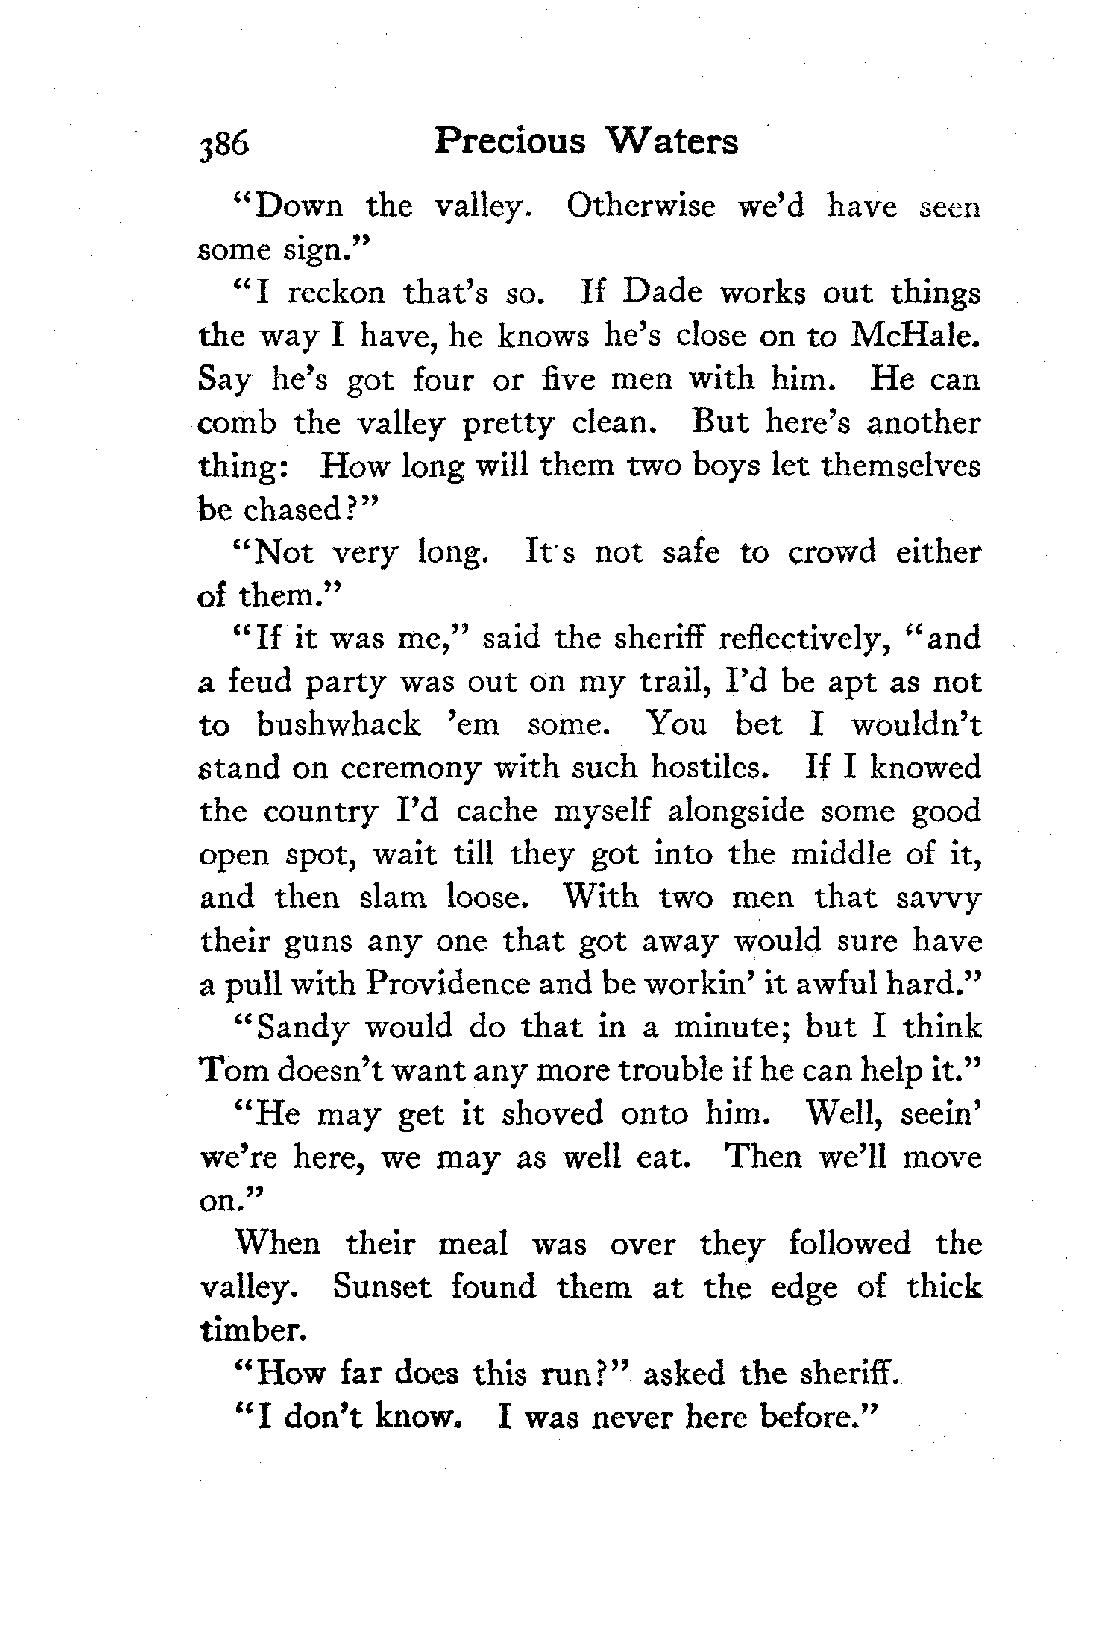 386 Precious Waters
“Down the valley. Otherwise we’d have seen
some sign.”
“I reckon that’s so. If Dade works out things
the way I have, he knows he’s close on to McHale.
Say he’s got four or five men with him. He can
comb the valley pretty clean. But here’s another
thing: How long will them two boys let themselves
be chased?”
“Not very long. It’s not safe to crowd either
of them.”
“If it was me,” said the sheriff reflectively, “and
a feud party was out on my trail, I’d be apt as not
to bushwhack ’em some. You bet I wouldn’t
stand on ceremony with such hostiles. If I knowed
the country I’d cache myself alongside some good
open spot, wait till they got into the middle of it,
and then slam loose. With two men that savvy
their guns any one that got away would sure have
a pull with Providence and be workin’ it awful hard.”
“Sandy would do that in a minute; but I think
Tom doesn’t want any more trouble if he can help it.”
“He may get it shoved onto him. Well, seein’
we’re here, we may as well eat. Then we’ll move
on.”
When their meal was over they followed the
valley. Sunset found them at the edge of thick
timber.
“How far does this run?” asked the sheriff.
“I don’t know. I was never here before.”